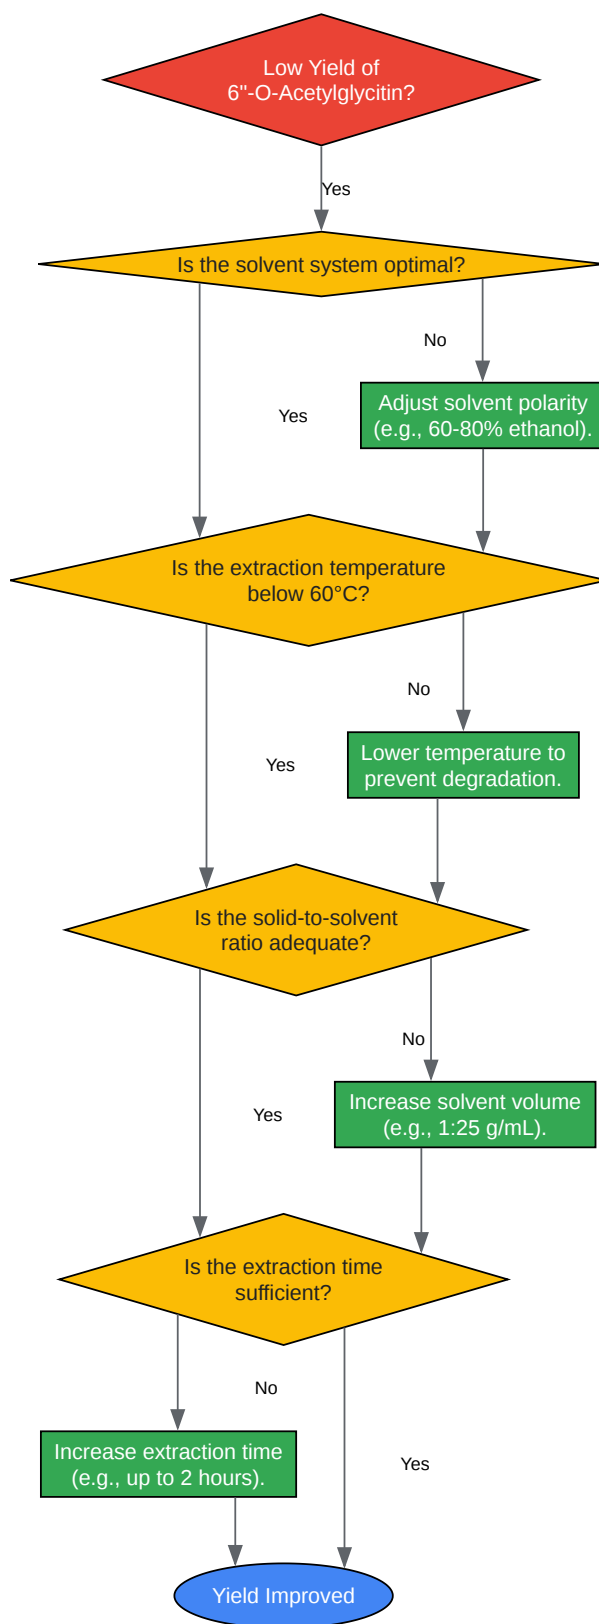 Low Yield of
6''-O-Acetylglycitin?
Yes
Is the solvent system optimal?
No
Adjust solvent polarity
(e.g., 60-80% ethanol).
Yes
Is the extraction temperature
below 60°C?
No
Lower temperature to
prevent degradation.
Yes
Is the solid-to-solvent
ratio adequate?
No
Increase solvent volume
(e.g., 1:25 g/mL).
Yes
Is the extraction time
sufficient?
No
Increase extraction time
(e.g., up to 2 hours).
Yes
Yield Improved